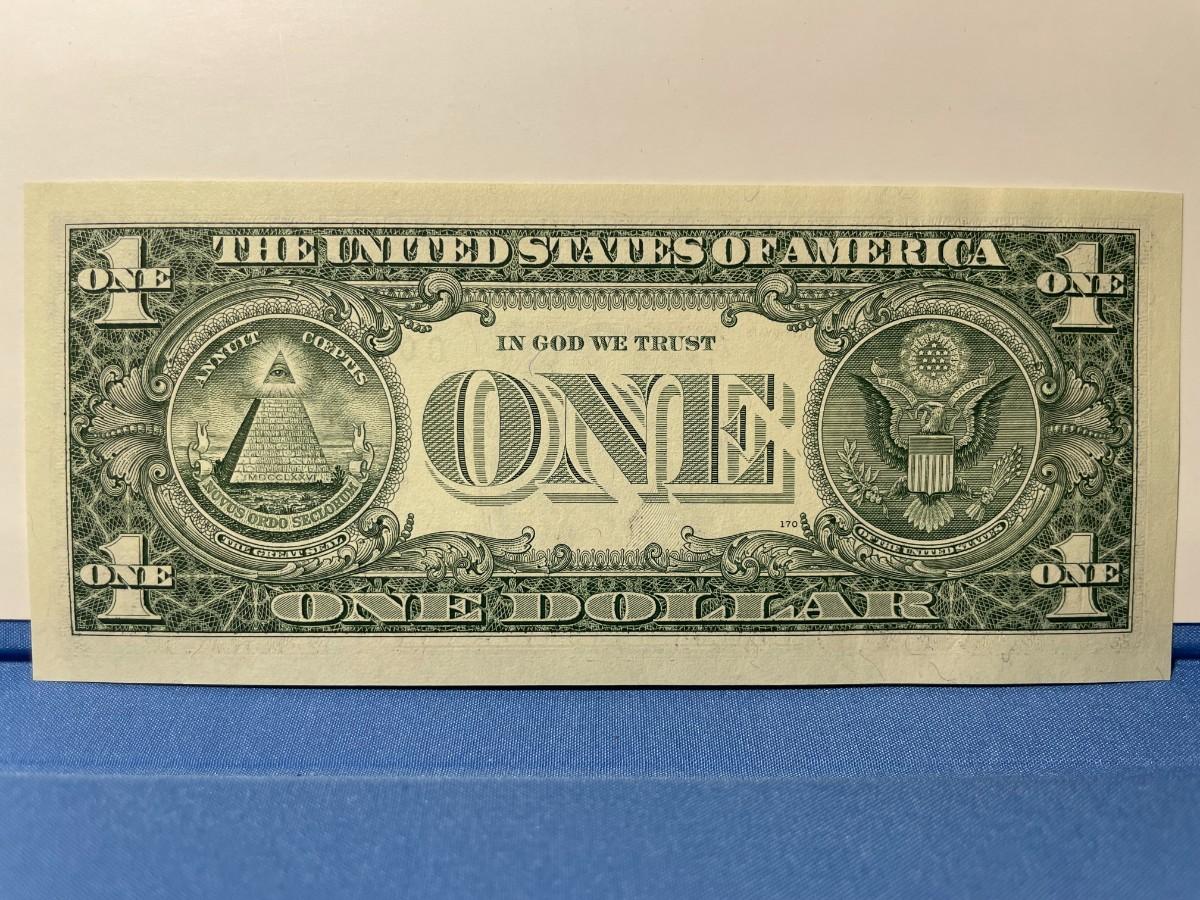 THE UNITED STATES OF AMERICA
1
ONE
1
ONE
ANNUIT CŒPTIS
IN GOD WE TRUST
ONE
MDCCLXXVI
NOVUS ORDO SECLORUM
THE GREAT SEAL
170
OF THE UNITED STATES
1
ONE
1
ONE
ONE DOLLAR